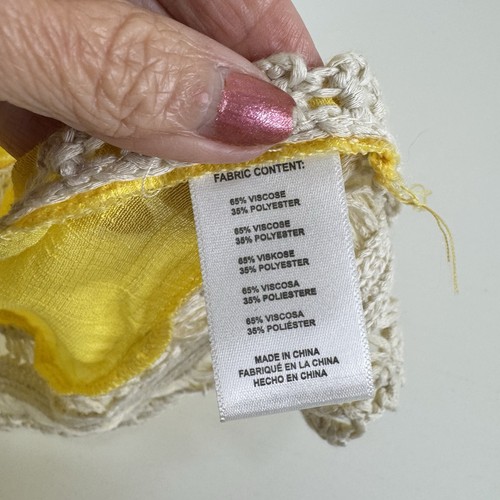 FABRIC CONTENT:
65% VISCOSE
35% POLYESTER
65% VISCOSE
35% POLYESTER
65% VISKOSE
35% POLYESTER
65% VISCOSA
35% POLIESTERE
65% VISCOSA
35% POLIÉSTER
MADE IN CHINA
FABRIQUÉ EN LA CHINA
HECHO EN CHINA